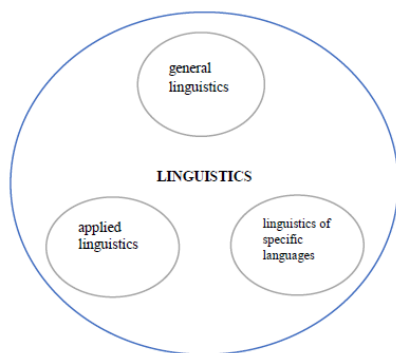 general
linguistics
LINGUISTICS
applied
linguistics
linguistics of
specific
languages